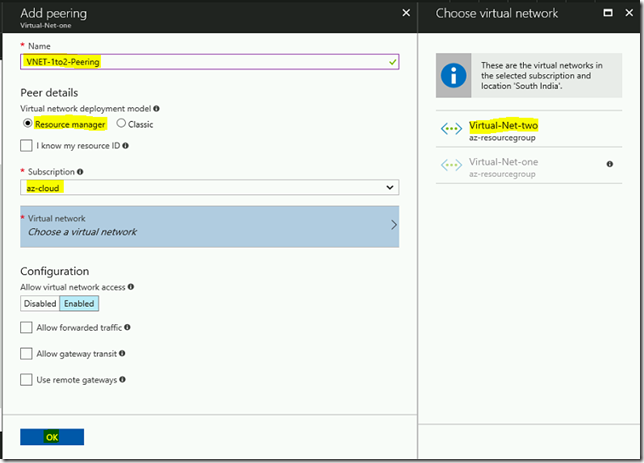 Add peering
Virtual-Net-one
* Name
VNET-1to2-Peering
Peer details
Virtual network deployment model
Resource manager
Classic
I know my resource ID
* Subscription
az-cloud
* Virtual network
Choose a virtual network
Configuration
Allow virtual network access
Disabled Enabled
Allow forwarded traffic
Allow gateway transit
Use remote gateways
OK
Choose virtual network
These are the virtual networks in
the selected subscription and
location 'South India'.
Virtual-Net-two
az-resourcegroup
Virtual-Net-one
az-resourcegroup